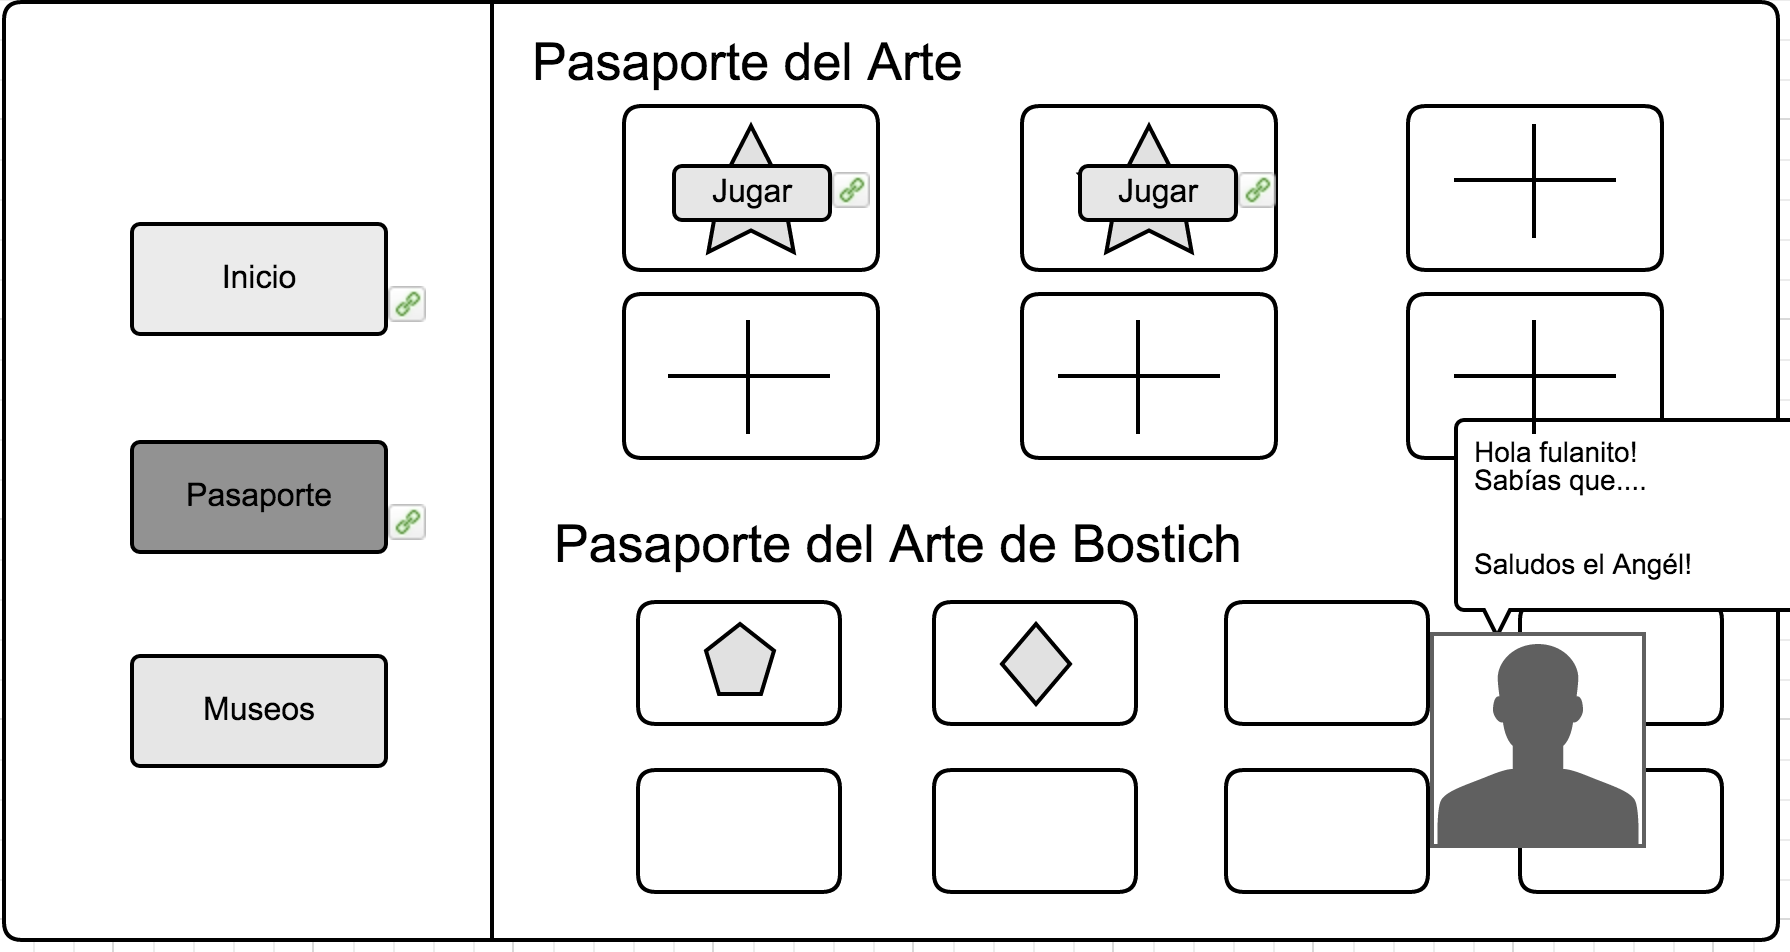 Pasaporte del Arte
Jugar
Jugar
Inicio
Pasaporte
Museos
Hola fulanito!
Sabías que....
Saludos el Angél!
Pasaporte del Arte de Bostich